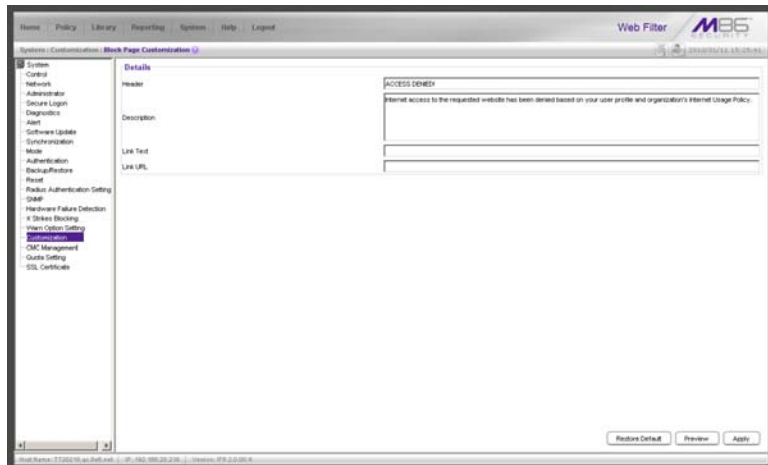 Home Policy Library Reporting System Help Logout
Web Filter
M86
SECURITY
System : Customization : Block Page Customization
System
Control
Network
Administrator
Secure Logon
Diagnostics
Alert
Software Update
Synchronization
Mode
Authentication
Backup/Restore
Reset
Radius Authentication Setting
SNMP
Hardware Failure Detection
X Strikes Blocking
Warn Option Setting
Customization
CMC Management
Quota Setting
SSL Certificate
Details
Header
ACCESS DENIED!
Description
Internet access to the requested website has been denied based on your user profile and organization's Internet Usage Policy.
Link Text
Link URL
Restore Default Preview Apply
Host Name: IP: Version: